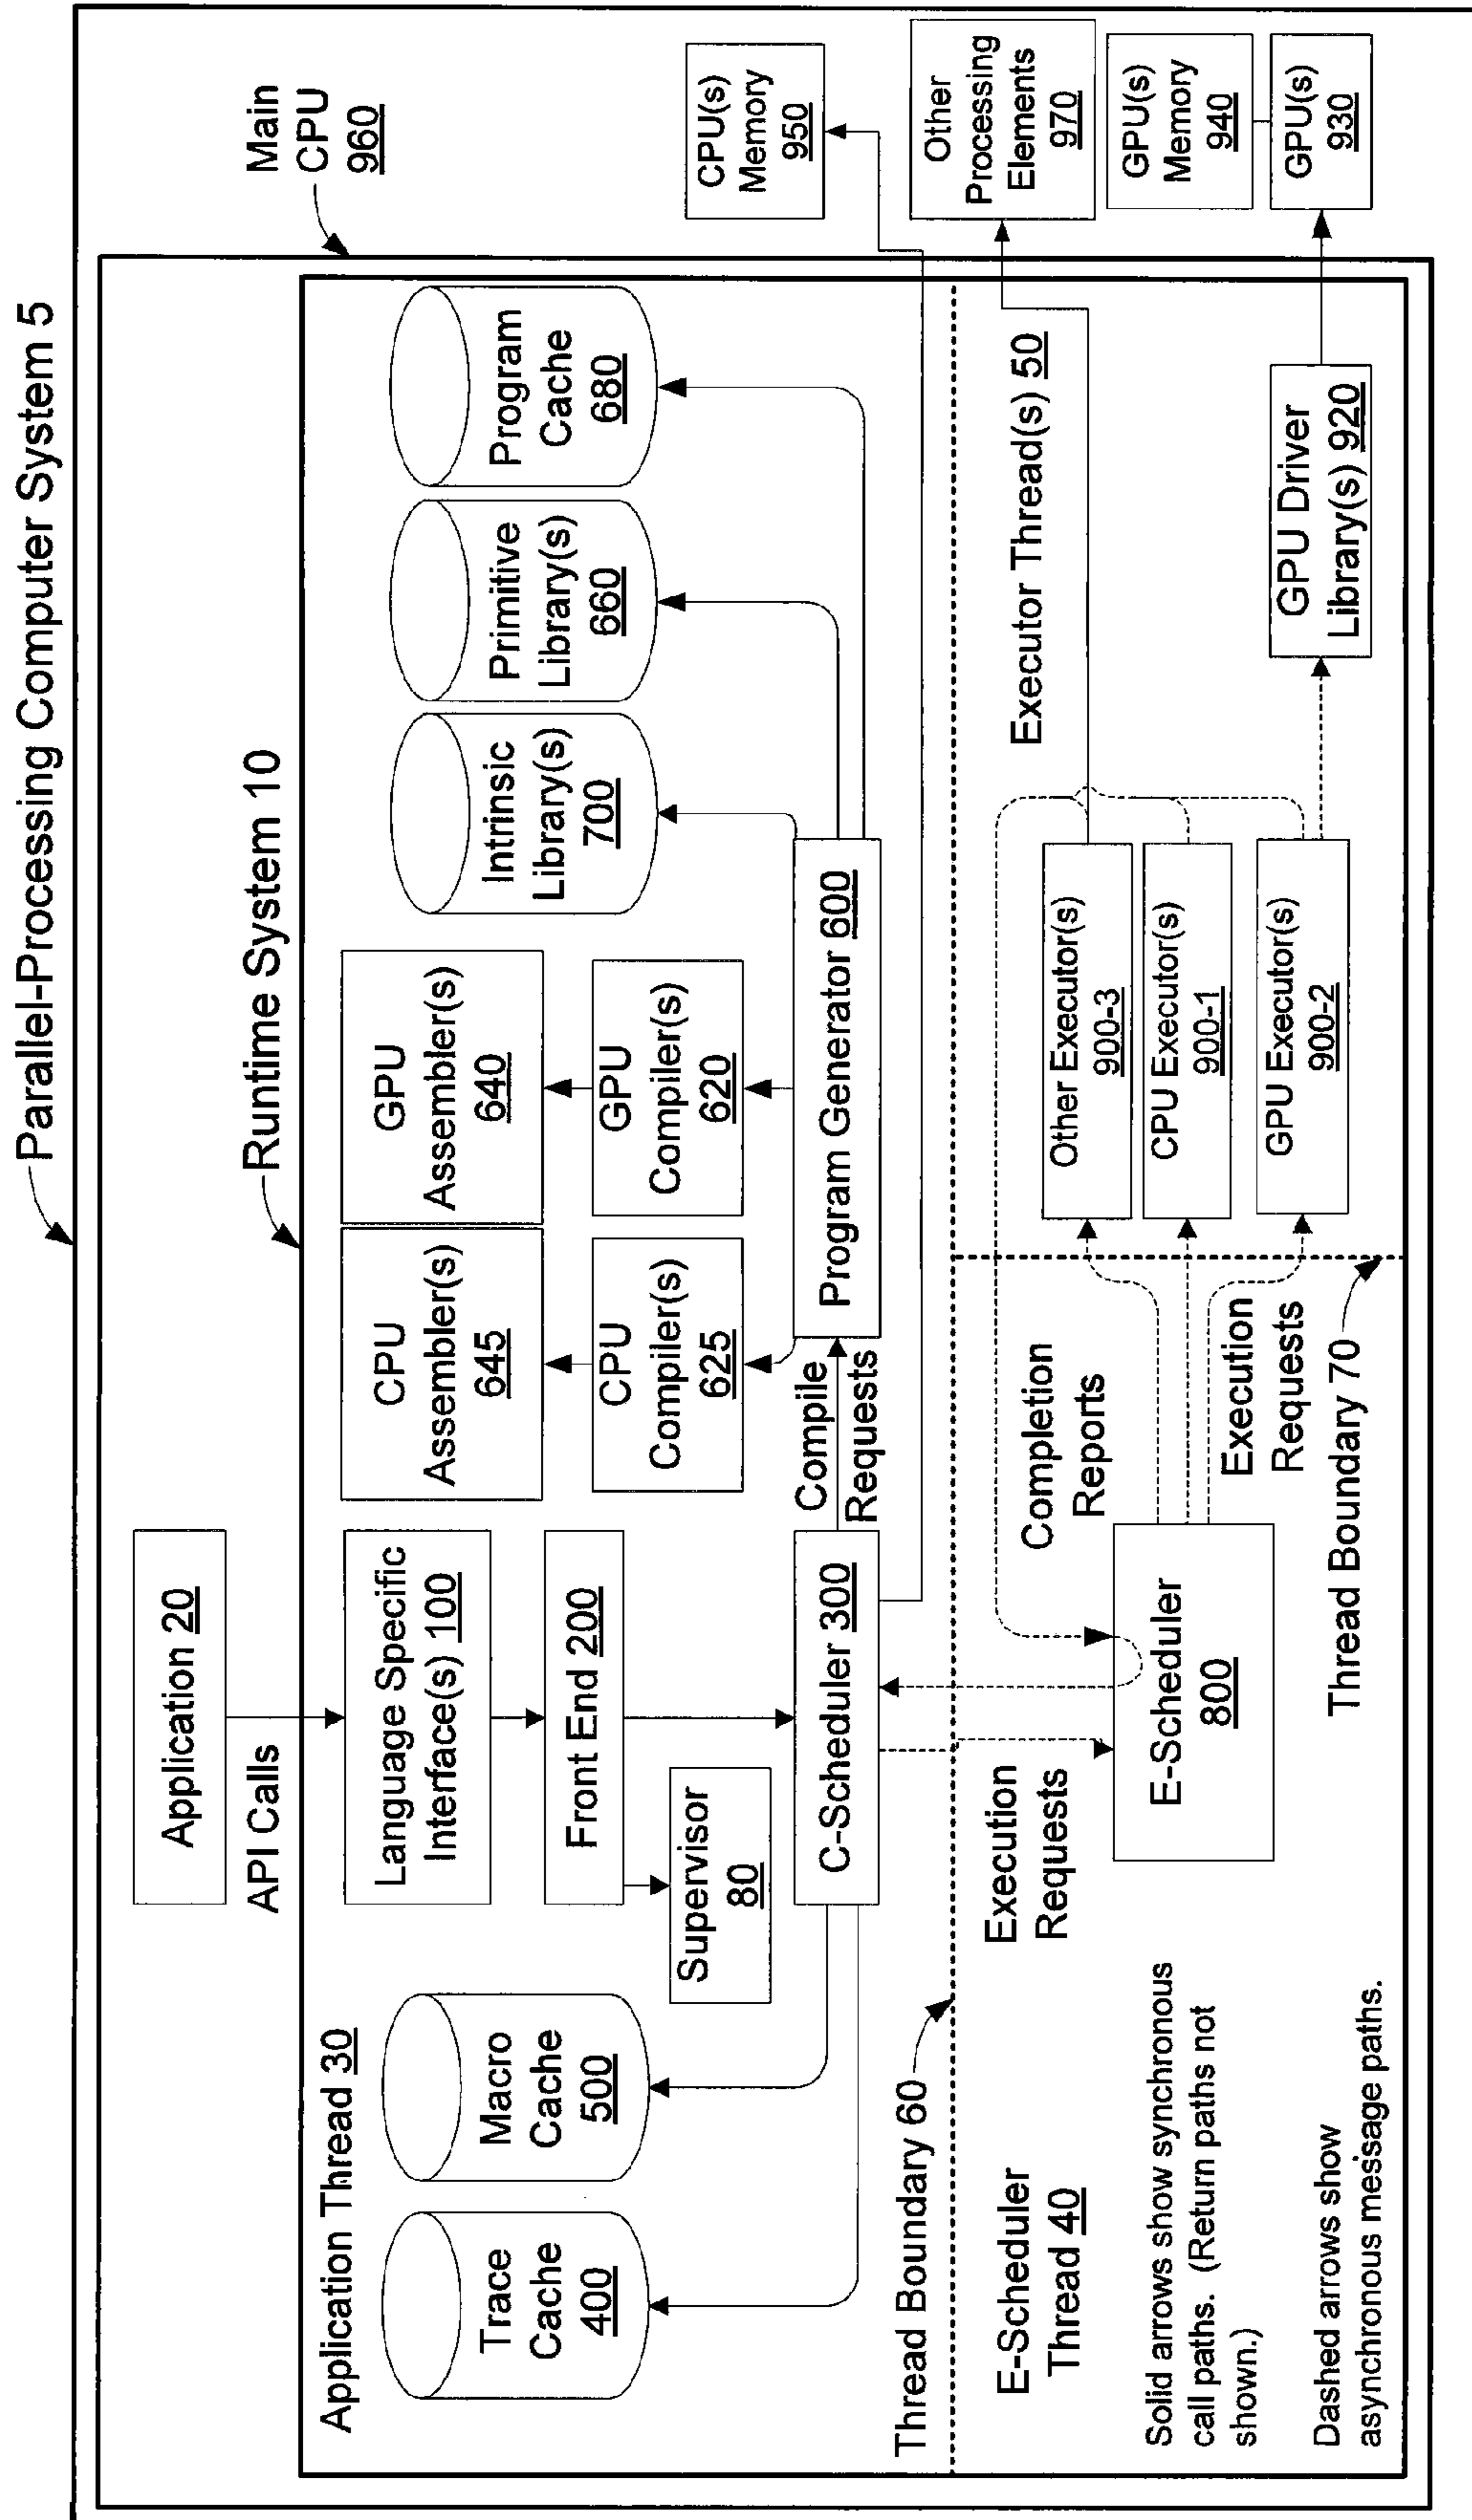 Parallel-Processing Computer System 5
Main
CPU
960
Runtime System 10
Application 20
API Calls
Application Thread 30
Language Specific
Interface(s) 100
Front End 200
Supervisor
80
C-Scheduler 300
Trace
Cache
400
Macro
Cache
500
CPU
Assembler(s)
645
GPU
Assembler(s)
640
CPU
Compiler(s)
625
GPU
Compiler(s)
620
Compile
Requests
Program Generator 600
Intrinsic
Library(s)
700
Primitive
Library(s)
660
Program
Cache
680
CPU(s)
Memory
950
Other
Processing
Elements
970
GPU(s)
Memory
940
GPU(s)
930
Thread Boundary 60
E-Scheduler
Thread 40
Execution
Requests
Completion
Reports
E-Scheduler
800
Execution
Requests
Thread Boundary 70
Executor Thread(s) 50
Other Executor(s)
900-3
CPU Executor(s)
900-1
GPU Executor(s)
900-2
GPU Driver
Library(s) 920
Solid arrows show synchronous
call paths. (Return paths not
shown.)
Dashed arrows show
asynchronous message paths.